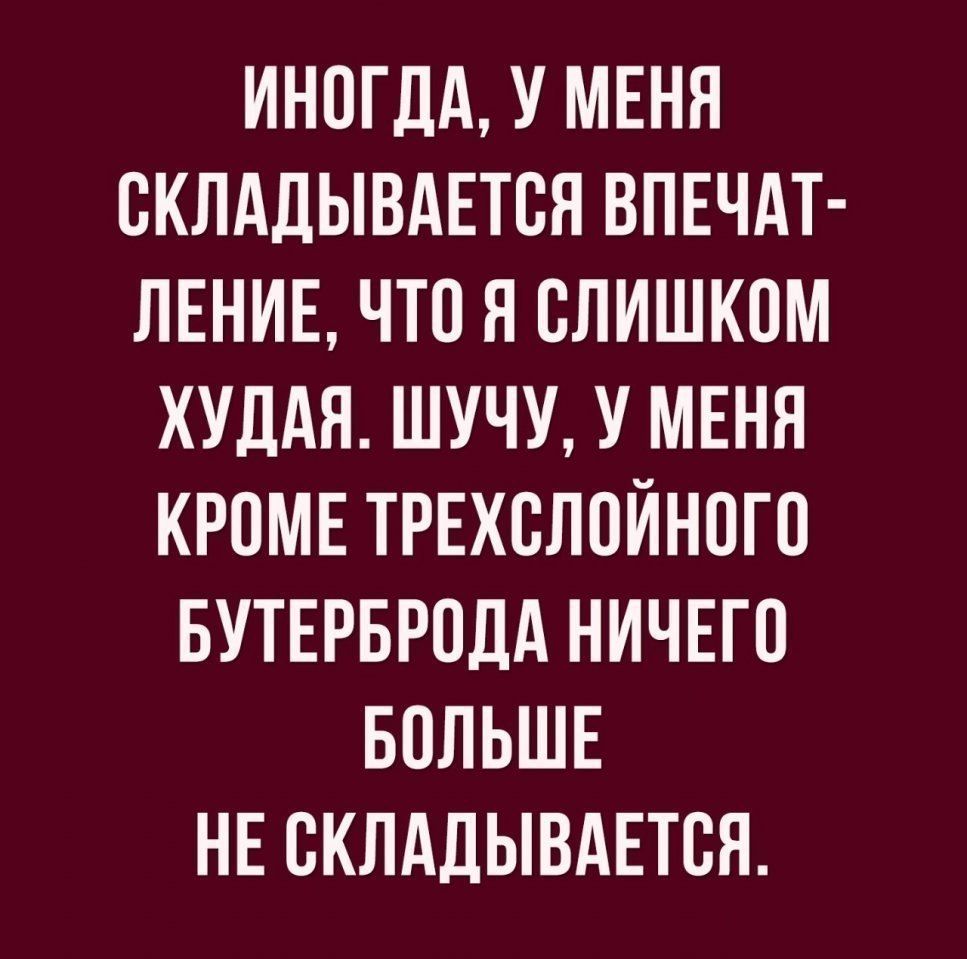 ИНОГДА, У МЕНЯ
СКЛАДЫВАЕТСЯ ВПЕЧАТ-
ЛЕНИЕ, ЧТО Я СЛИШКОМ
ХУДАЯ. ШУЧУ, У МЕНЯ
КРОМЕ ТРЕХСЛОЙНОГО
БУТЕРБРОДА НИЧЕГО
БОЛЬШЕ
НЕ СКЛАДЫВАЕТСЯ.